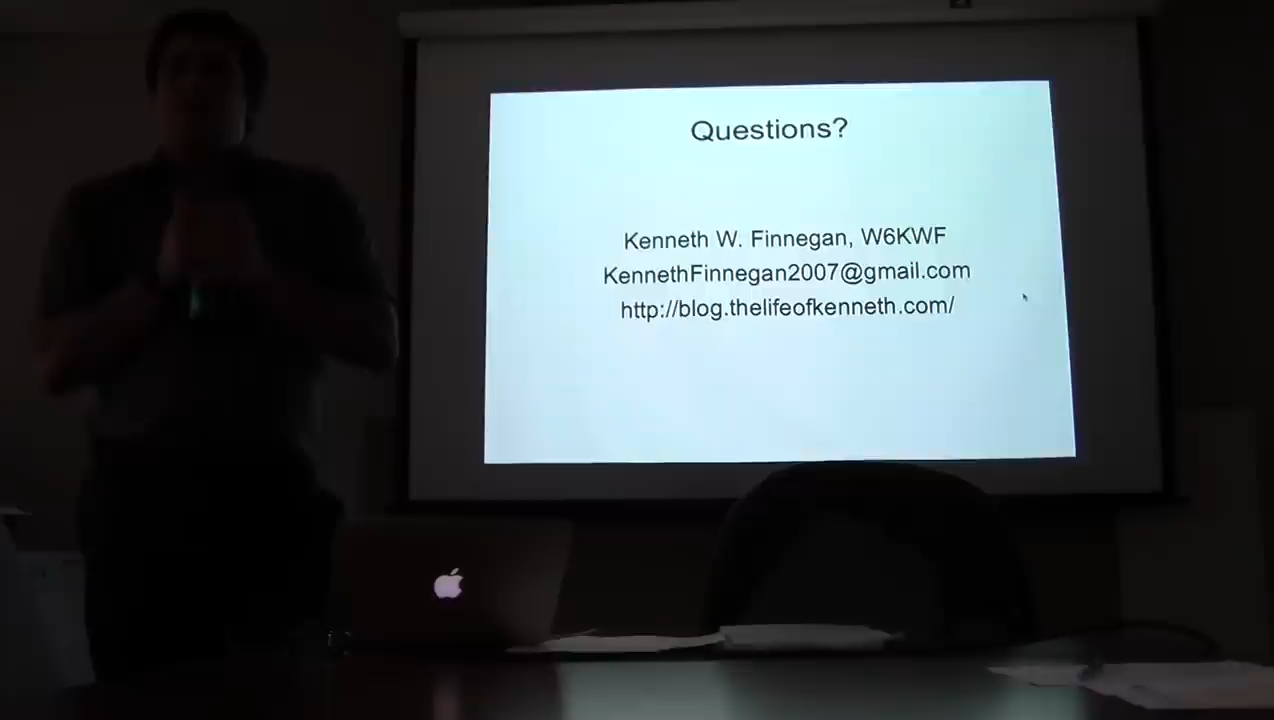 Questions?
Kenneth W. Finnegan, W6KWF
KennethFinnegan2007@gmail.com
http://blog.thelifeofkenneth.com/